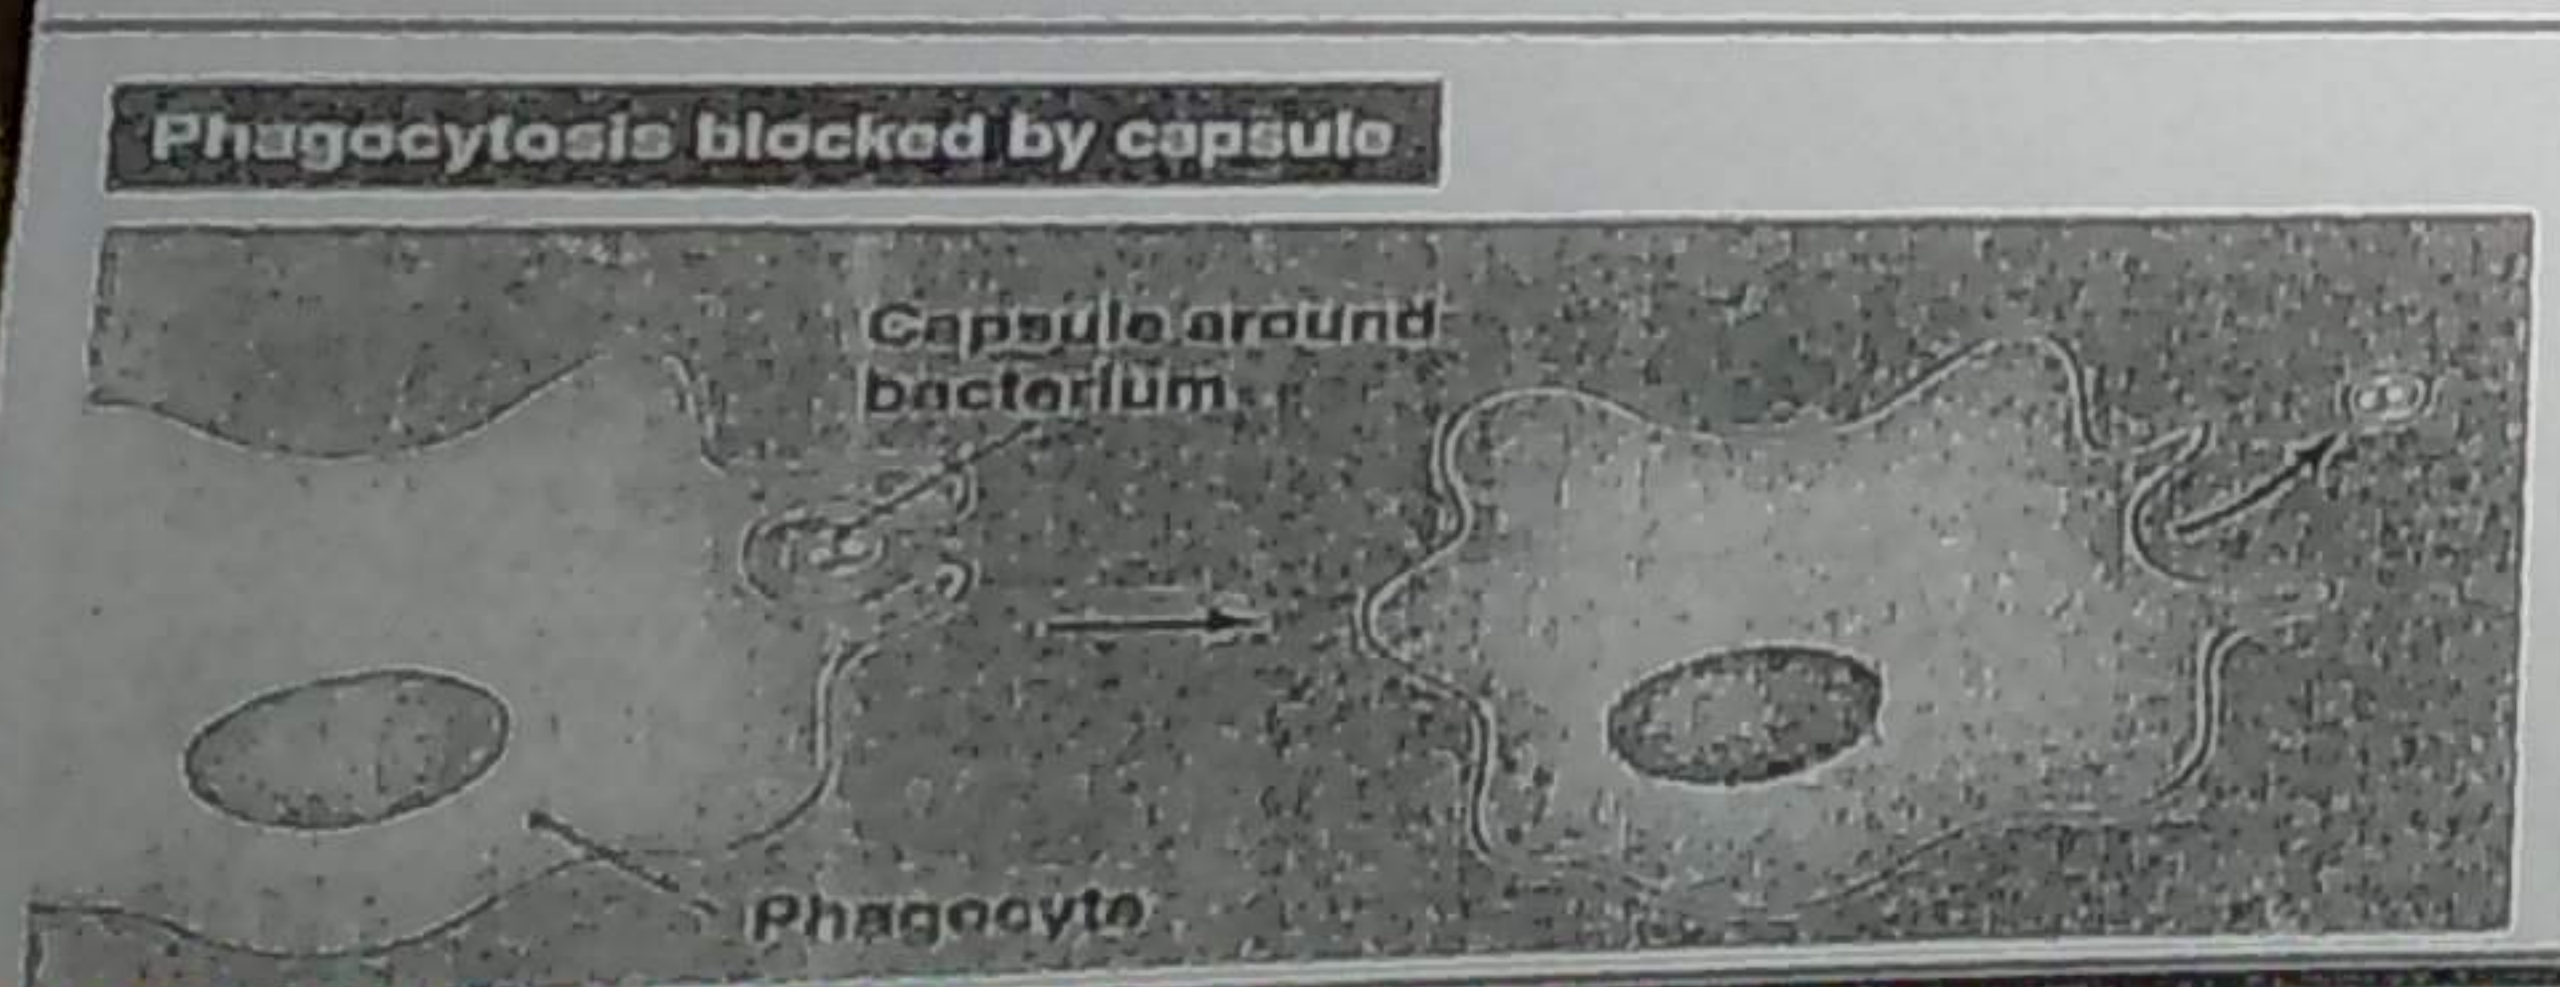 Phagocytosis blocked by capsule
Capsule around
bacterium
Phagocyte